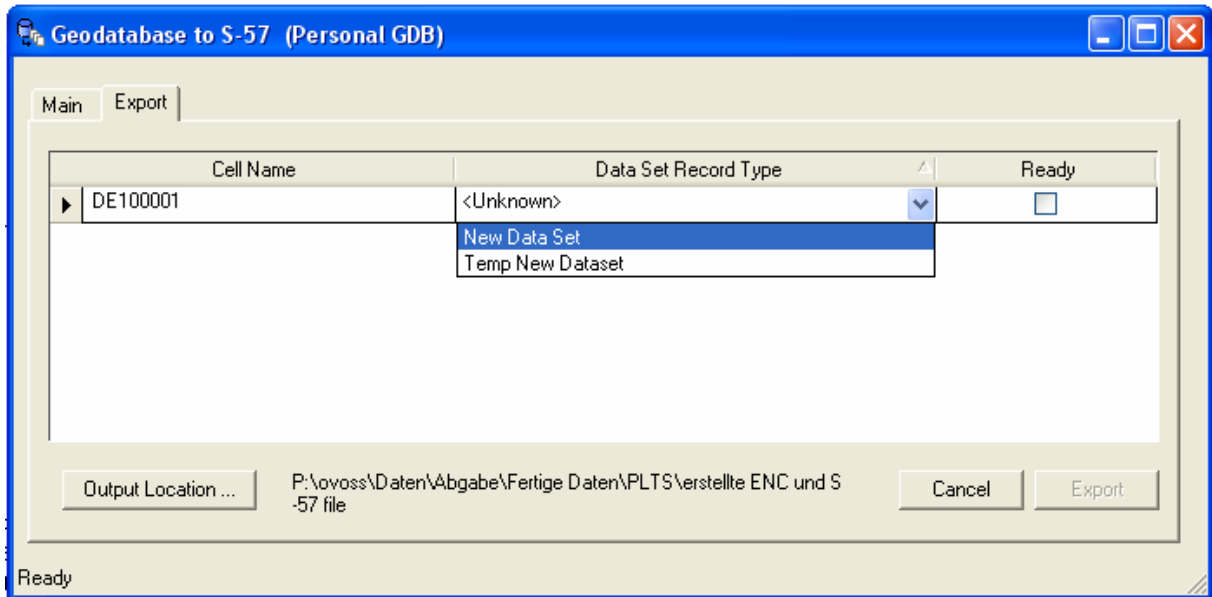 Geodatabase to S-57 (Personal GDB)
Main Export
Cell Name Data Set Record Type Ready
DE100001 <Unknown>
New Data Set
Temp New Dataset
Output Location ... P:\ovoss\Daten\Abgabe\Fertige Daten\PLTS\erstellte ENC und S
-57 file
Cancel Export
Ready